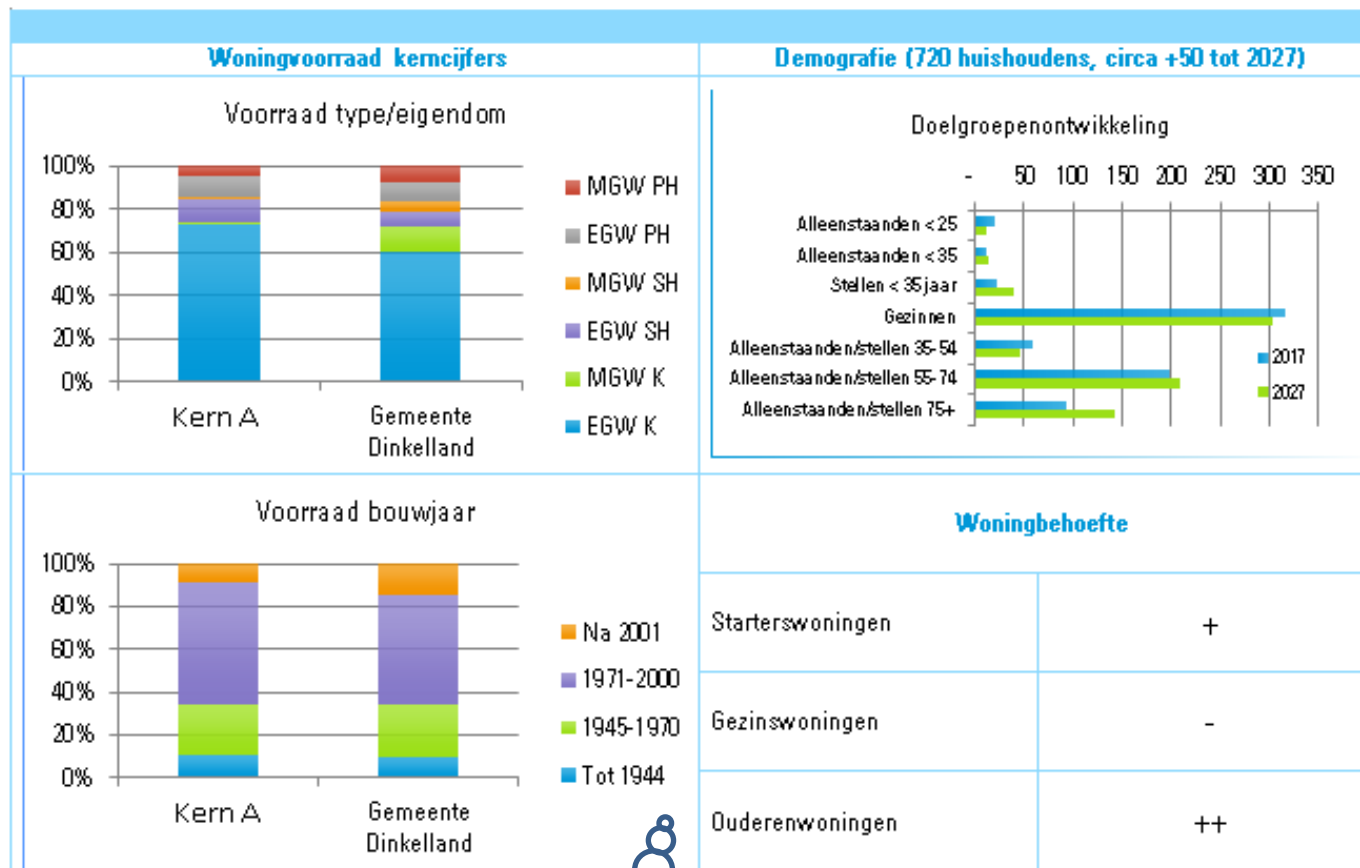 Woningvoorraad kerncijfers
Demografie (720 huishoudens, circa +50 tot 2027)
Voorraad type/eigendom
100%
80%
60%
40%
20%
0%
Kern A
Gemeente
Dinkelland
MGW PH
EGW PH
MGW SH
EGW SH
MGW K
EGW K
Doelgroepenontwikkeling
- 50 100 150 200 250 300 350
Alleenstaanden < 25
Alleenstaanden < 35
Stellen < 35 jaar
Gezinnen
Alleenstaanden/stellen 35-54
Alleenstaanden/stellen 55-74
Alleenstaanden/stellen 75+
2017
2027
Voorraad bouwjaar
100%
80%
60%
40%
20%
0%
Kern A
Gemeente
Dinkelland
Na 2001
1971-2000
1945-1970
Tot 1944
Woningbehoefte
Starterswoningen +
Gezinswoningen -
Ouderenwoningen ++